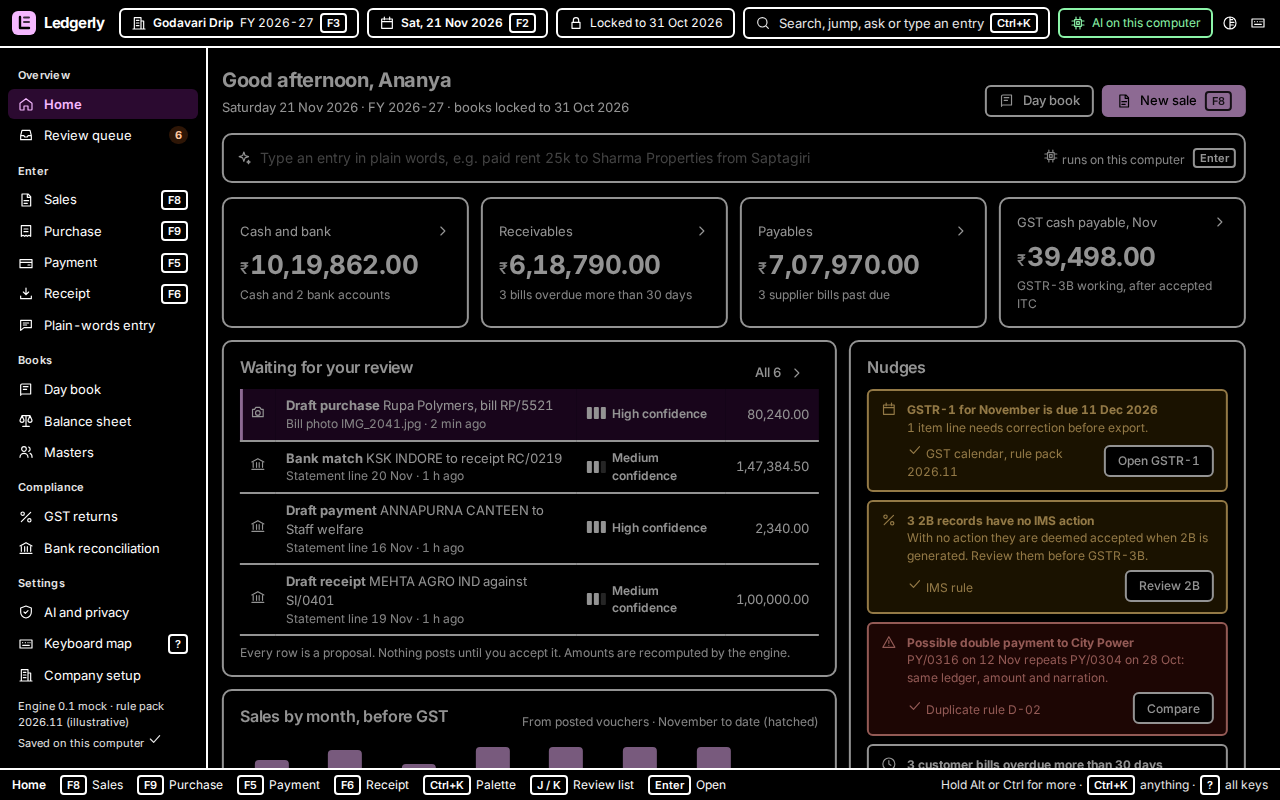 Ledgerly
Godavari Drip FY 2026-27 F3
Sat, 21 Nov 2026 F2
Locked to 31 Oct 2026
Search, jump, ask or type an entry Ctrl+K
AI on this computer
Overview
Home
Review queue 6
Enter
Sales F8
Purchase F9
Payment F5
Receipt F6
Plain-words entry
Books
Day book
Balance sheet
Masters
Compliance
GST returns
Bank reconciliation
Settings
AI and privacy
Keyboard map ?
Company setup
Engine 0.1 mock · rule pack
2026.11 (illustrative)
Saved on this computer
Good afternoon, Ananya
Saturday 21 Nov 2026 · FY 2026-27 · books locked to 31 Oct 2026
Day book
New sale F8
Type an entry in plain words, e.g. paid rent 25k to Sharma Properties from Saptagiri
runs on this computer Enter
Cash and bank
₹10,19,862.00
Cash and 2 bank accounts
Receivables
₹6,18,790.00
3 bills overdue more than 30 days
Payables
₹7,07,970.00
3 supplier bills past due
GST cash payable, Nov
₹39,498.00
GSTR-3B working, after accepted
ITC
Waiting for your review
All 6
Draft purchase Rupa Polymers, bill RP/5521
Bill photo IMG_2041.jpg · 2 min ago
High confidence
80,240.00
Bank match KSK INDORE to receipt RC/0219
Statement line 20 Nov · 1 h ago
Medium
confidence
1,47,384.50
Draft payment ANNAPURNA CANTEEN to
Staff welfare
Statement line 16 Nov · 1 h ago
High confidence
2,340.00
Draft receipt MEHTA AGRO IND against
SI/0401
Statement line 19 Nov · 1 h ago
Medium
confidence
1,00,000.00
Every row is a proposal. Nothing posts until you accept it. Amounts are recomputed by the engine.
Sales by month, before GST
From posted vouchers · November to date (hatched)
Nudges
GSTR-1 for November is due 11 Dec 2026
1 item line needs correction before export.
GST calendar, rule pack
2026.11
Open GSTR-1
3 2B records have no IMS action
With no action they are deemed accepted when 2B is
generated. Review them before GSTR-3B.
IMS rule
Review 2B
Possible double payment to City Power
PY/0316 on 12 Nov repeats PY/0304 on 28 Oct:
same ledger, amount and narration.
Duplicate rule D-02
Compare
3 customer bills overdue more than 30 days
Home F8 Sales F9 Purchase F5 Payment F6 Receipt Ctrl+K Palette J / K Review list Enter Open
Hold Alt or Ctrl for more · Ctrl+K anything · ? all keys